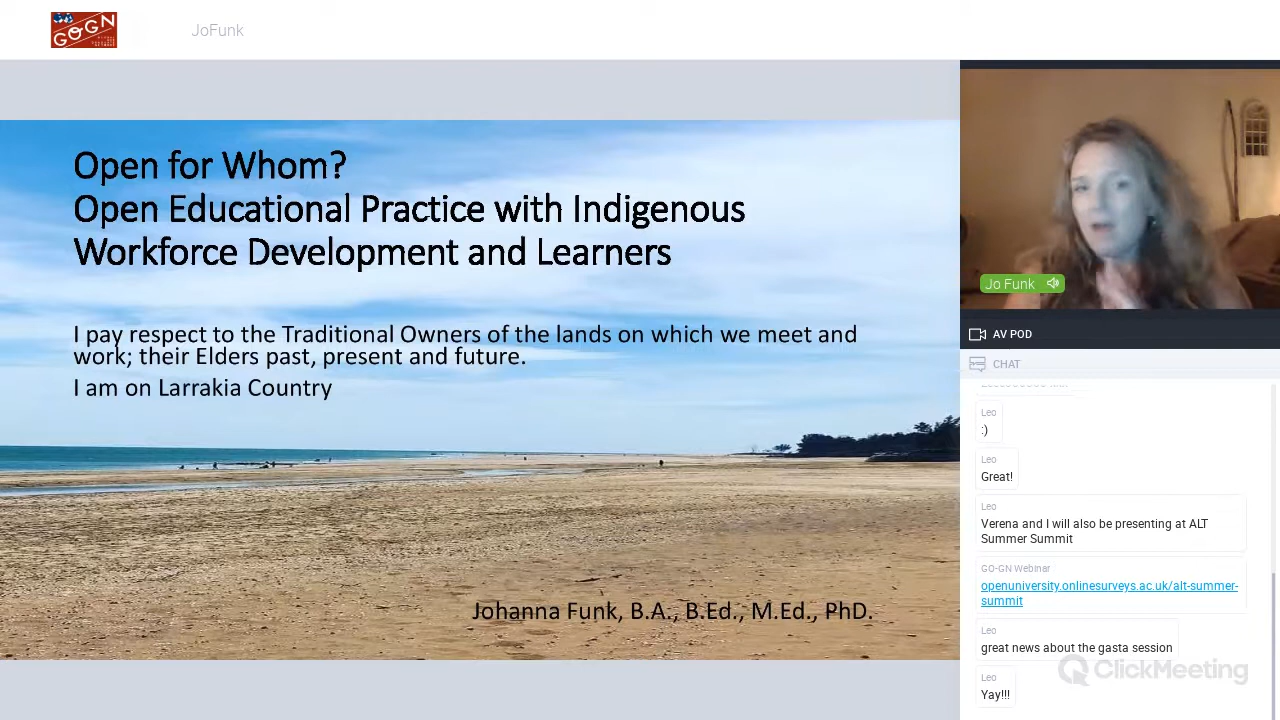 GO-GN
JoFunk
Open for Whom?
Open Educational Practice with Indigenous
Workforce Development and Learners
I pay respect to the Traditional Owners of the lands on which we meet and
work; their Elders past, present and future.
I am on Larrakia Country
Johanna Funk, B.A., B.Ed., M.Ed., PhD.
Jo Funk
AV POD
CHAT
Leo
:)
Leo
Great!
Leo
Verena and I will also be presenting at ALT
Summer Summit
GO-GN Webinar
openuniversity.onlinesurveys.ac.uk/alt-summer-
summit
Leo
great news about the gasta session
Leo
Yay!!!
ClickMeeting